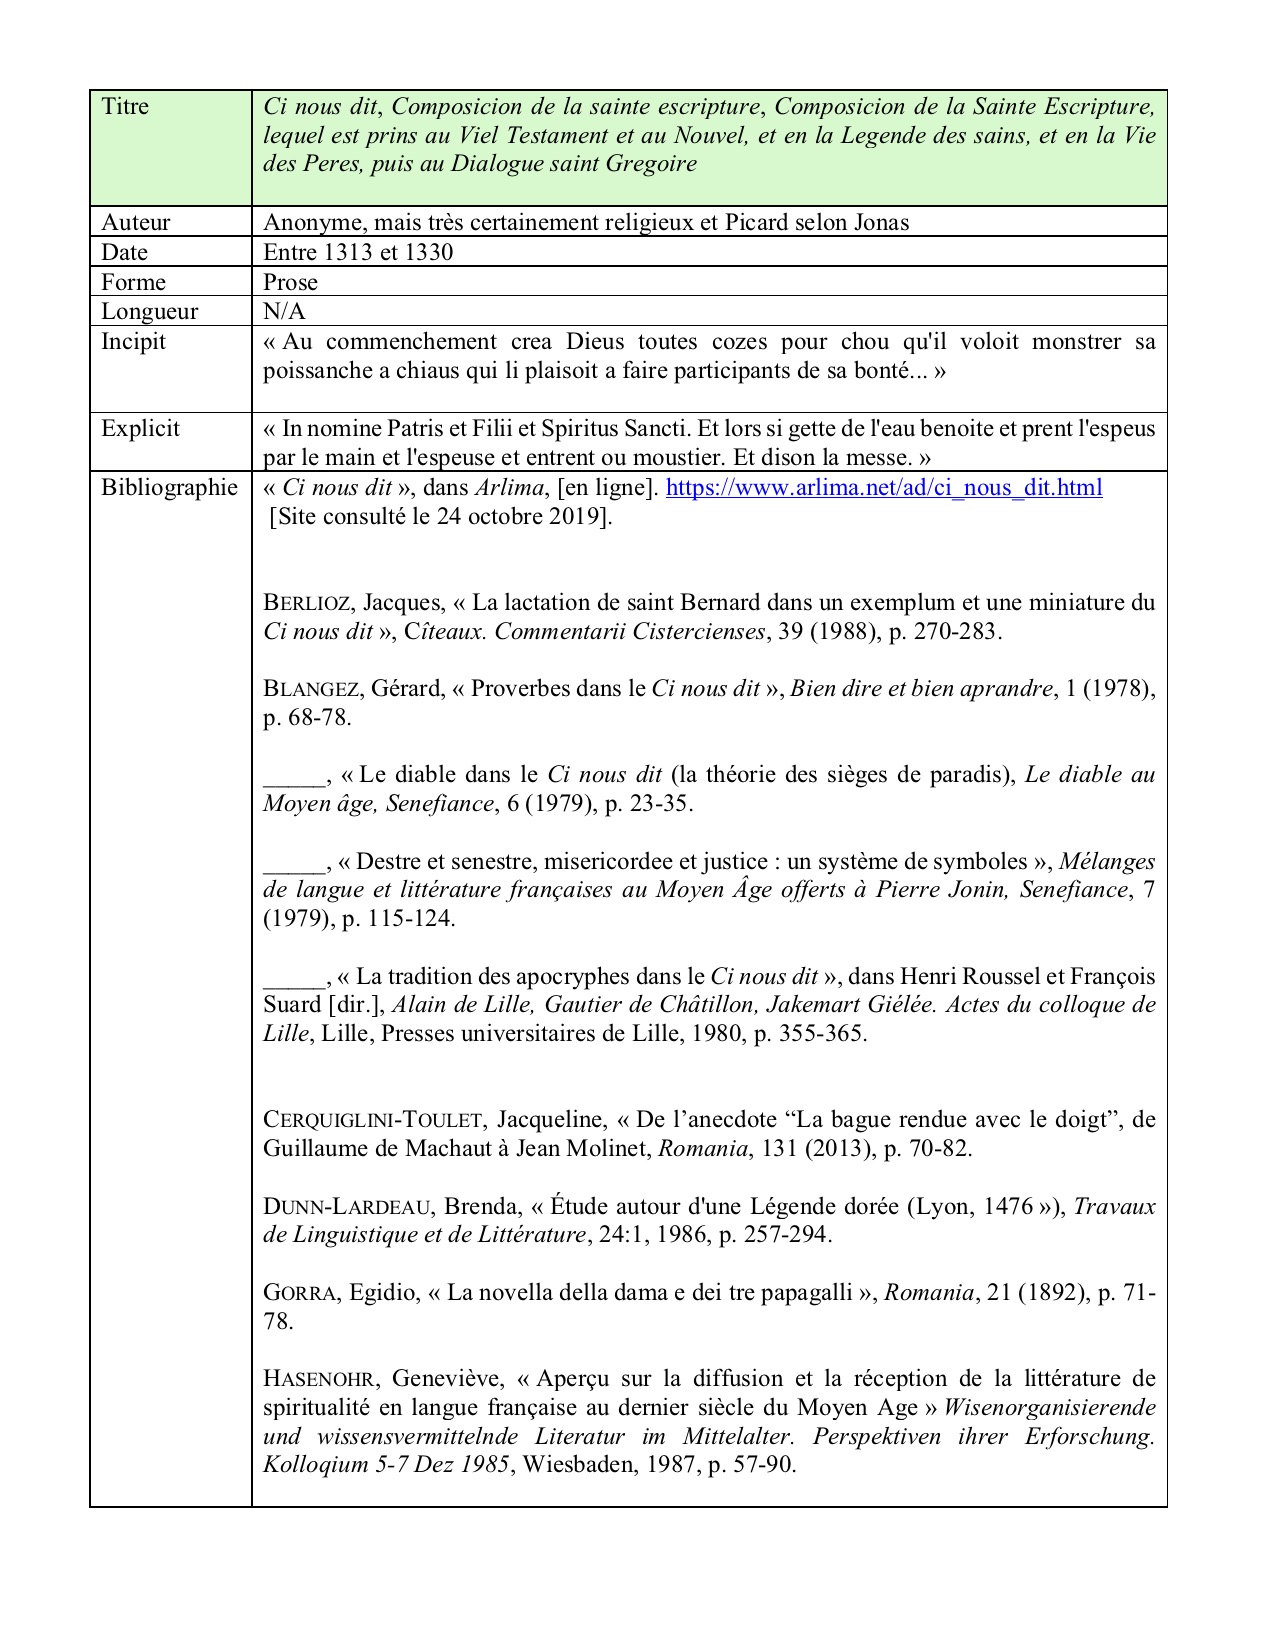 Titre
Ci nous dit, Composicion de la sainte escripture, Composicion de la Sainte Escripture,
lequel est prins au Viel Testament et au Nouvel, et en la Legende des sains, et en la Vie
des Peres, puis au Dialogue saint Gregoire
Auteur
Anonyme, mais très certainement religieux et Picard selon Jonas
Date
Entre 1313 et 1330
Forme
Prose
Longueur
N/A
Incipit
« Au commenchement crea Dieus toutes cozes pour chou qu'il voloit monstrer sa
poissanche a chiaus qui li plaisoit a faire participants de sa bonté... »
Explicit
« In nomine Patris et Filii et Spiritus Sancti. Et lors si gette de l'eau benoite et prent l'espeus
par le main et l'espeuse et entrent ou moustier. Et dison la messe. »
Bibliographie
« Ci nous dit », dans Arlima, [en ligne]. https://www.arlima.net/ad/ci_nous_dit.html
[Site consulté le 24 octobre 2019].
BERLIOZ, Jacques, « La lactation de saint Bernard dans un exemplum et une miniature du
Ci nous dit », Cîteaux. Commentarii Cistercienses, 39 (1988), p. 270-283.
BLANGEZ, Gérard, « Proverbes dans le Ci nous dit », Bien dire et bien aprandre, 1 (1978),
p. 68-78.
_____, « Le diable dans le Ci nous dit (la théorie des sièges de paradis), Le diable au
Moyen âge, Senefiance, 6 (1979), p. 23-35.
_____, « Destre et senestre, misericordee et justice : un système de symboles », Mélanges
de langue et littérature françaises au Moyen Âge offerts à Pierre Jonin, Senefiance, 7
(1979), p. 115-124.
_____, « La tradition des apocryphes dans le Ci nous dit », dans Henri Roussel et François
Suard [dir.], Alain de Lille, Gautier de Châtillon, Jakemart Giélée. Actes du colloque de
Lille, Lille, Presses universitaires de Lille, 1980, p. 355-365.
CERQUIGLINI-TOULET, Jacqueline, « De l’anecdote “La bague rendue avec le doigt”, de
Guillaume de Machaut à Jean Molinet, Romania, 131 (2013), p. 70-82.
DUNN-LARDEAU, Brenda, « Étude autour d'une Légende dorée (Lyon, 1476 »), Travaux
de Linguistique et de Littérature, 24:1, 1986, p. 257-294.
GORRA, Egidio, « La novella della dama e dei tre papagalli », Romania, 21 (1892), p. 71-
78.
HASENOHR, Geneviève, « Aperçu sur la diffusion et la réception de la littérature de
spiritualité en langue française au dernier siècle du Moyen Age » Wisenorganisierende
und wissensvermittelnde Literatur im Mittelalter. Perspektiven ihrer Erforschung.
Kolloqium 5-7 Dez 1985, Wiesbaden, 1987, p. 57-90.